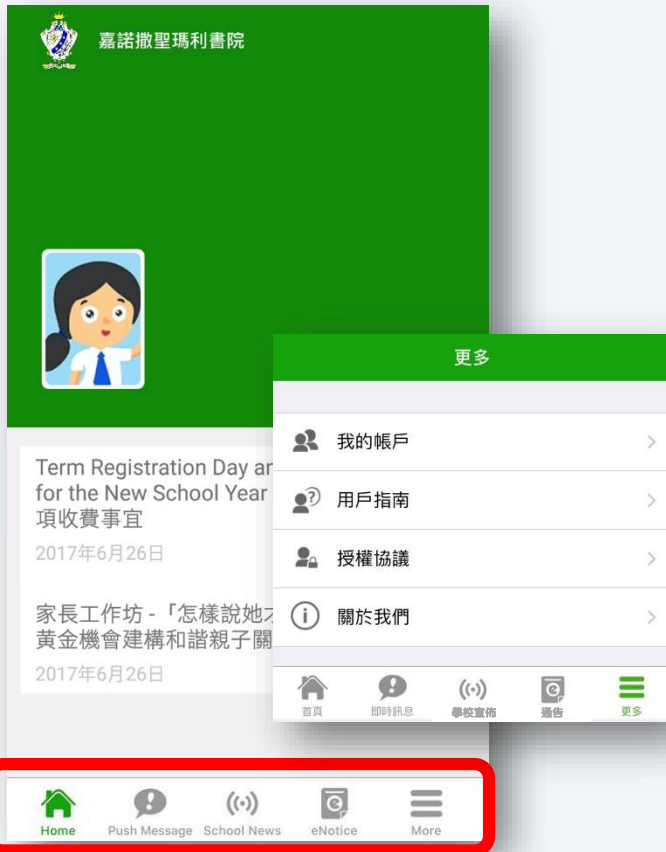 嘉諾撒聖瑪利書院
Term Registration Day an
for the New School Year
項收費事宜
2017年6月26日
家長工作坊 -「怎樣說她才
黃金機會建構和諧親子關
2017年6月26日
Home Push Message School News eNotice More
更多
我的帳戶
用戶指南
授權協議
關於我們
首頁 即時訊息 學校宣佈 通告 更多